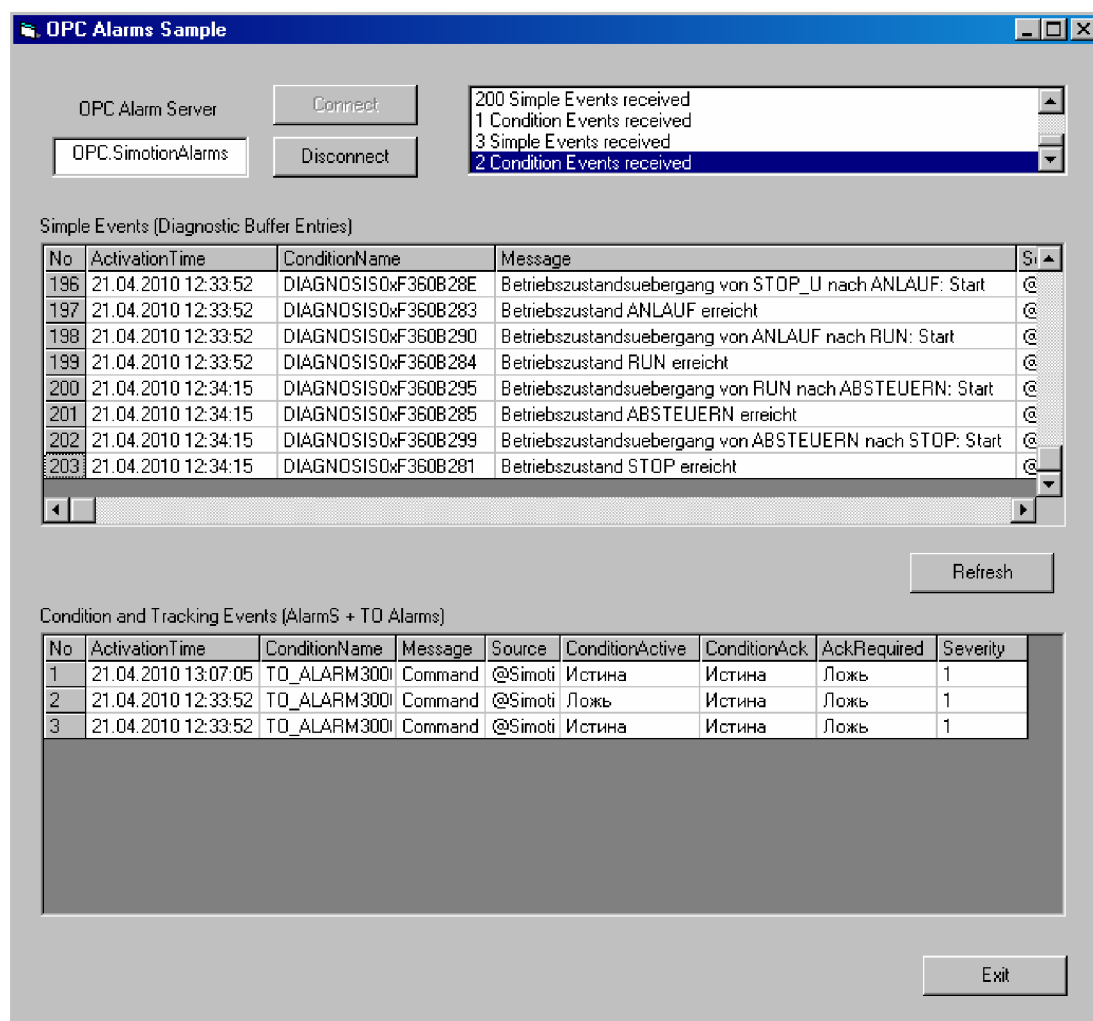 OPC Alarms Sample
OPC Alarm Server
Connect
OPC.SimotionAlarms
Disconnect
200 Simple Events received
1 Condition Events received
3 Simple Events received
2 Condition Events received
Simple Events (Diagnostic Buffer Entries)
No ActivationTime ConditionName Message
196 21.04.2010 12:33:52 DIAGNOSIS0xF360B28E Betriebszustandsuebergang von STOP_U nach ANLAUF: Start @
197 21.04.2010 12:33:52 DIAGNOSIS0xF360B283 Betriebszustand ANLAUF erreicht @
198 21.04.2010 12:33:52 DIAGNOSIS0xF360B290 Betriebszustandsuebergang von ANLAUF nach RUN: Start @
199 21.04.2010 12:33:52 DIAGNOSIS0xF360B284 Betriebszustand RUN erreicht @
200 21.04.2010 12:34:15 DIAGNOSIS0xF360B295 Betriebszustandsuebergang von RUN nach ABSTEUERN: Start @
201 21.04.2010 12:34:15 DIAGNOSIS0xF360B285 Betriebszustand ABSTEUERN erreicht @
202 21.04.2010 12:34:15 DIAGNOSIS0xF360B299 Betriebszustandsuebergang von ABSTEUERN nach STOP: Start @
203 21.04.2010 12:34:15 DIAGNOSIS0xF360B281 Betriebszustand STOP erreicht @
Refresh
Condition and Tracking Events (AlarmS + TO Alarms)
No ActivationTime ConditionName Message Source ConditionActive ConditionAck AckRequired Severity
1 21.04.2010 13:07:05 TO_ALARM300 Command @Simoti Истина Истина Ложь 1
2 21.04.2010 12:33:52 TO_ALARM300 Command @Simoti Ложь Истина Ложь 1
3 21.04.2010 12:33:52 TO_ALARM300 Command @Simoti Истина Истина Ложь 1
Exit